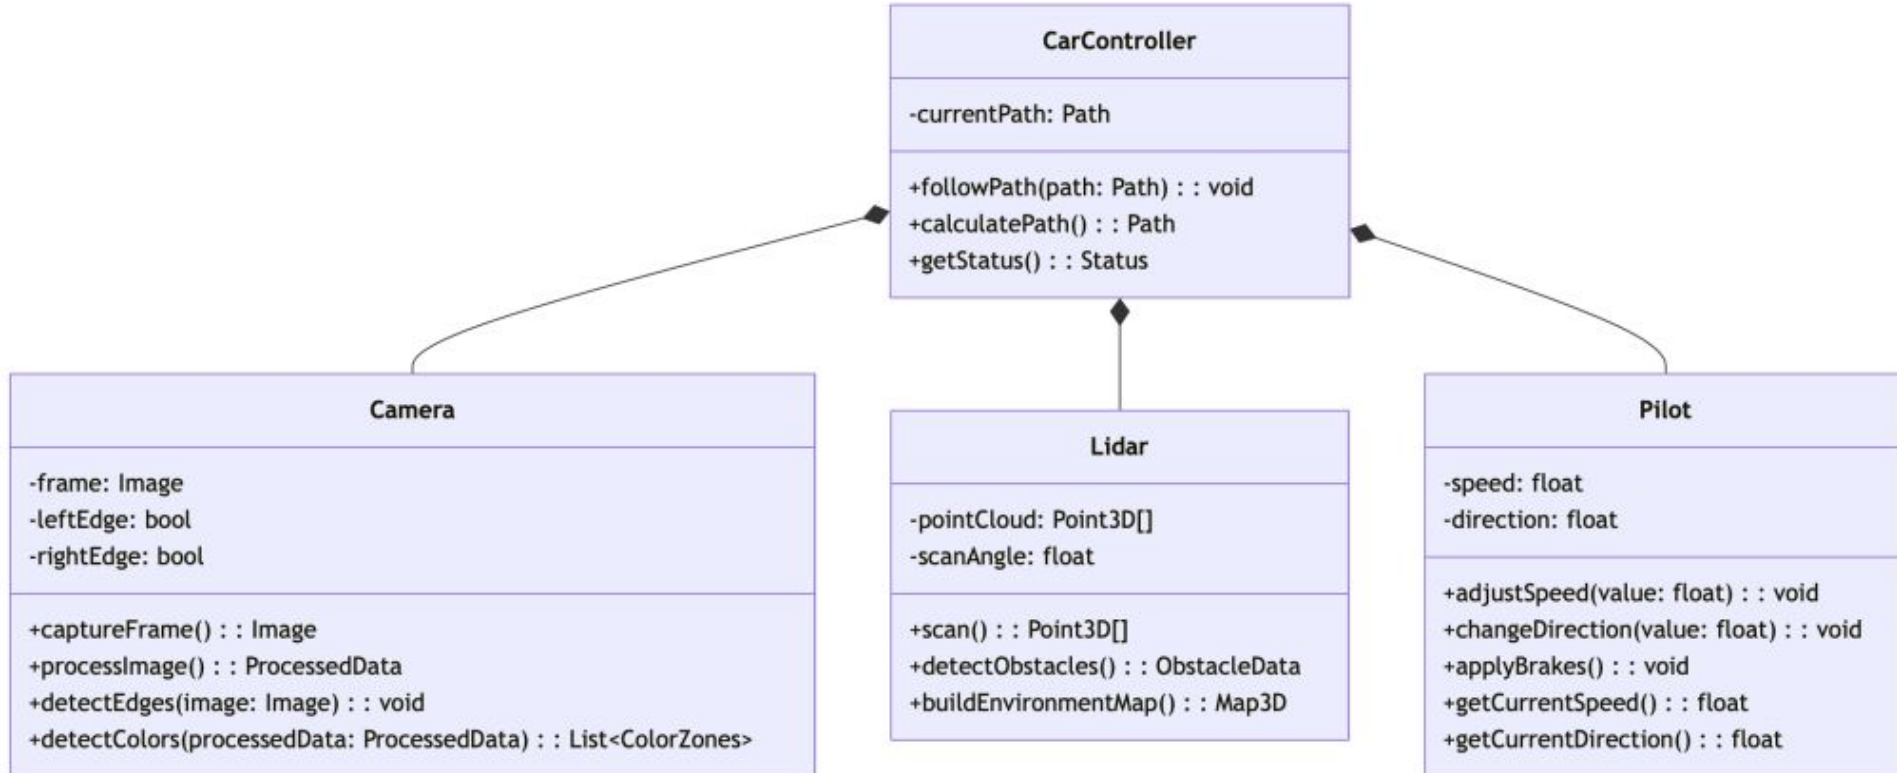 CarController
-currentPath: Path
+followPath(path: Path) : : void
+calculatePath() : : Path
+getStatus() : : Status
Camera
-frame: Image
-leftEdge: bool
-rightEdge: bool
+captureFrame() : : Image
+processImage() : : ProcessedData
+detectEdges(image: Image) : : void
+detectColors(processedData: ProcessedData) : : List<ColorZones>
Lidar
-pointCloud: Point3D[]
-scanAngle: float
+scan() : : Point3D[]
+detectObstacles() : : ObstacleData
+buildEnvironmentMap() : : Map3D
Pilot
-speed: float
-direction: float
+adjustSpeed(value: float) : : void
+changeDirection(value: float) : : void
+applyBrakes() : : void
+getCurrentSpeed() : : float
+getCurrentDirection() : : float